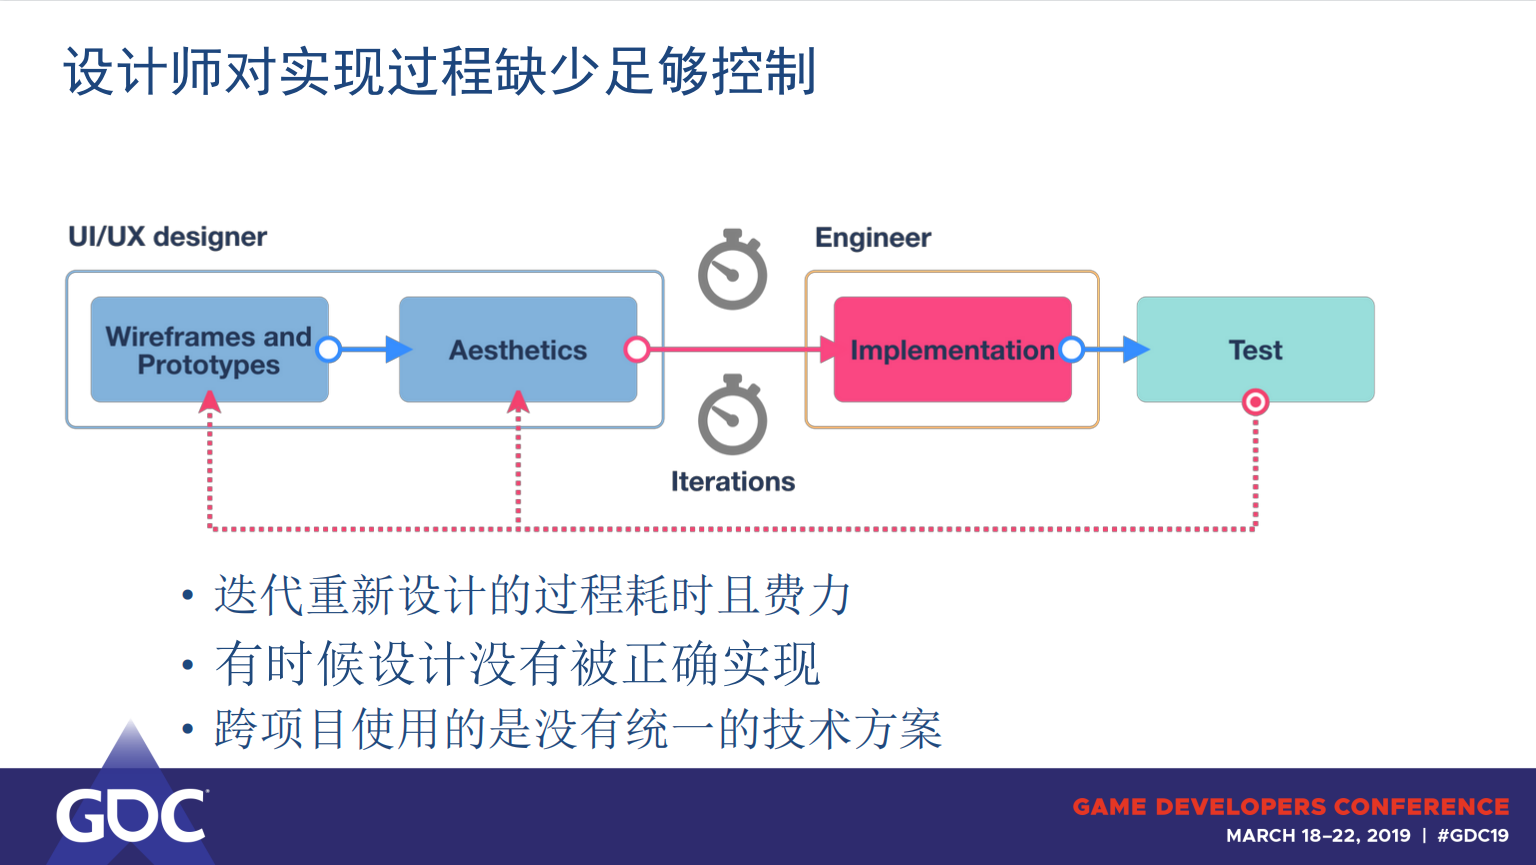 设计师对实现过程缺少足够控制
UI/UX designer
Engineer
Wireframes and
Prototypes
Aesthetics
Implementation
Test
Iterations
• 迭代重新设计的过程耗时且费力
• 有时候设计没有被正确实现
• 跨项目使用的是没有统一的技术方案
GDC
GAME DEVELOPERS CONFERENCE
MARCH 18–22, 2019 | #GDC19